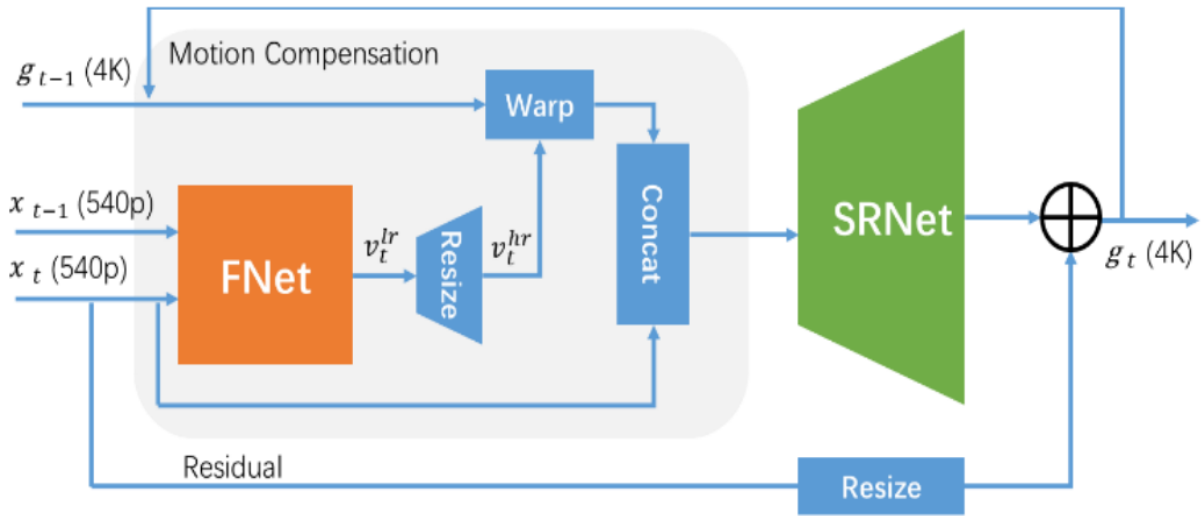 Motion Compensation
g t−1 (4K)
Warp
x t−1 (540p)
x t (540p)
FNet
v_t^{lr}
Resize
v_t^{hr}
Concat
SRNet
g t (4K)
Residual
Resize